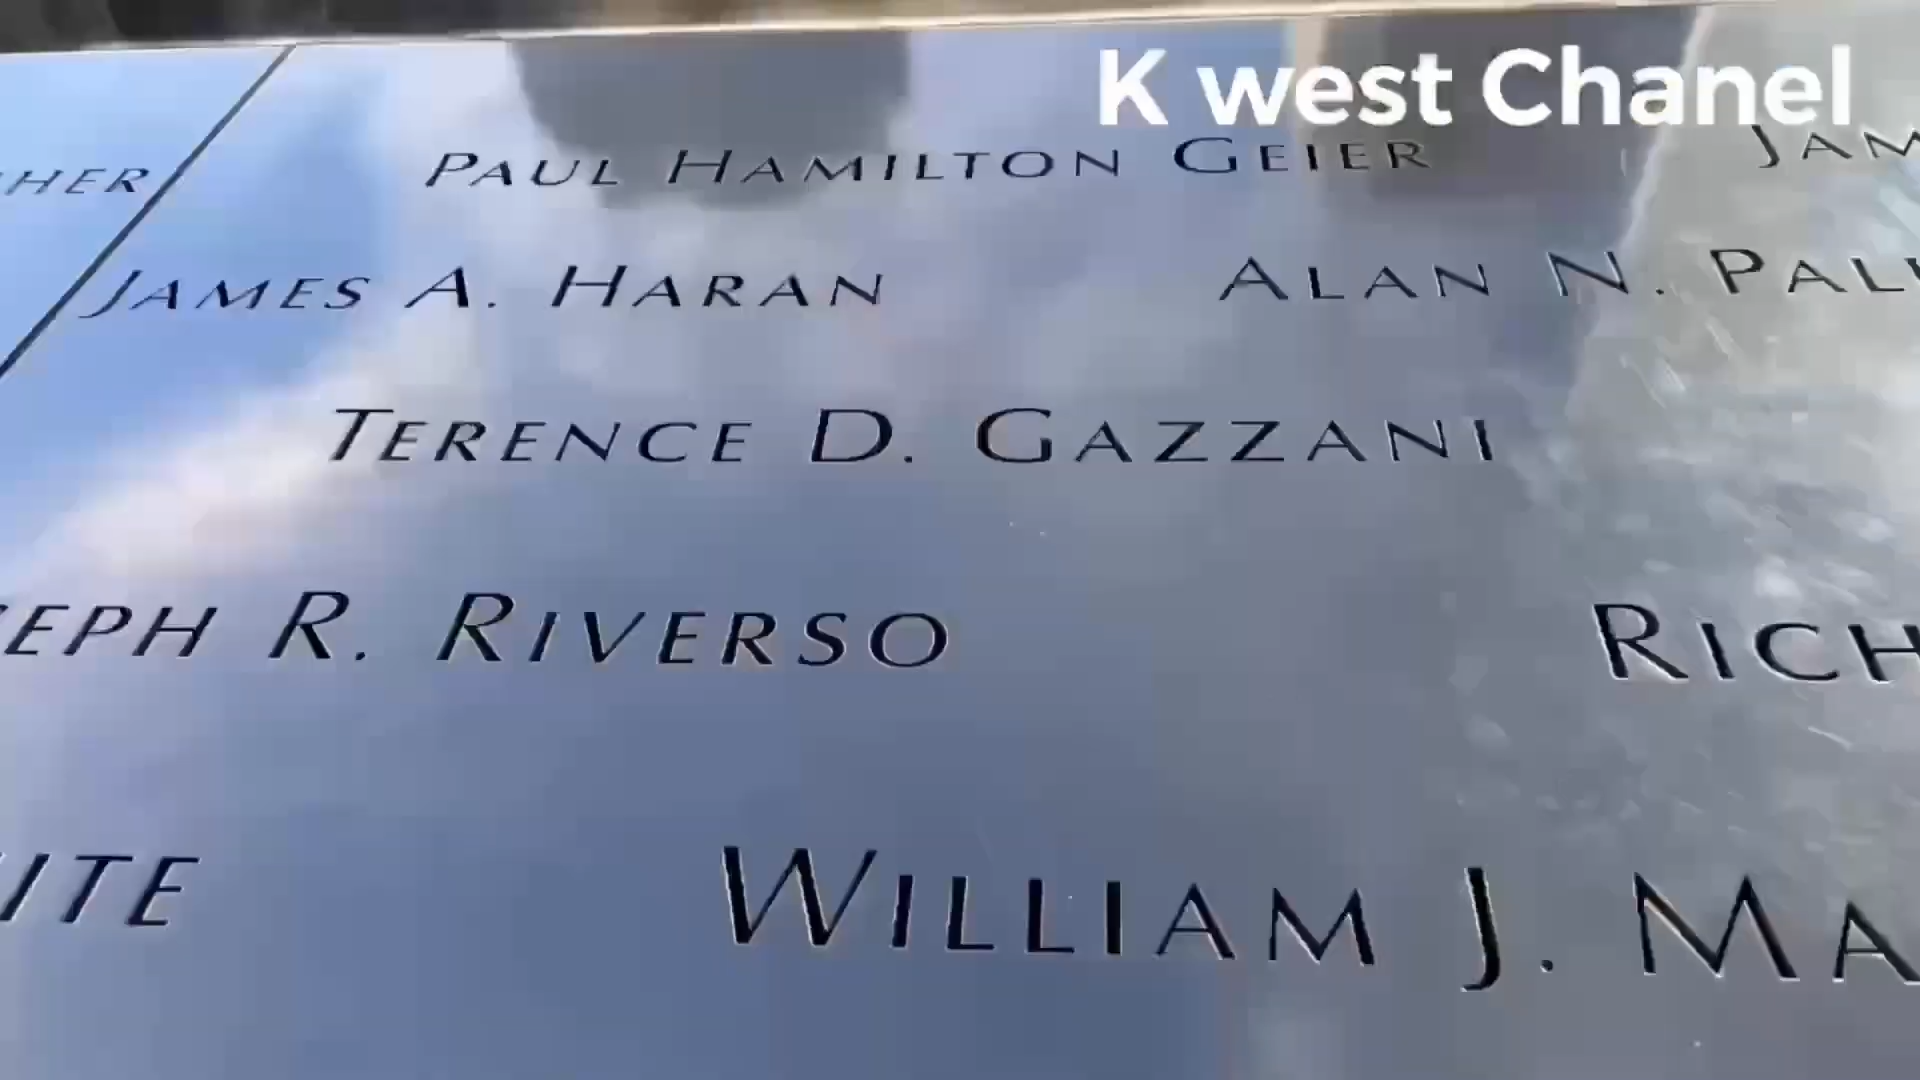 K west Chanel
PAUL HAMILTON GEIER
JAMES A. HARAN ALAN N.
TERENCE D. GAZZANI
R. RIVERSO
WILLIAM J.